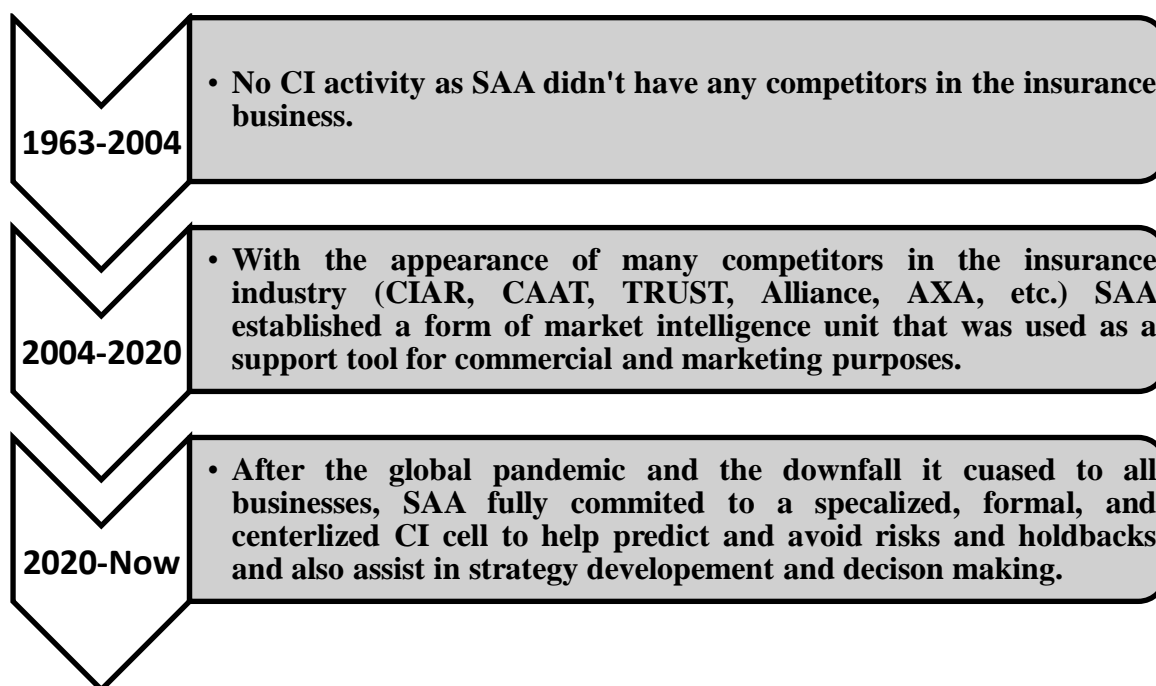 1963-2004
• No CI activity as SAA didn't have any competitors in the insurance
business.
2004-2020
• With the appearance of many competitors in the insurance
industry (CIAR, CAAT, TRUST, Alliance, AXA, etc.) SAA
established a form of market intelligence unit that was used as a
support tool for commercial and marketing purposes.
2020-Now
• After the global pandemic and the downfall it cuased to all
businesses, SAA fully commited to a specalized, formal, and
centerlized CI cell to help predict and avoid risks and holdbacks
and also assist in strategy developement and decison making.